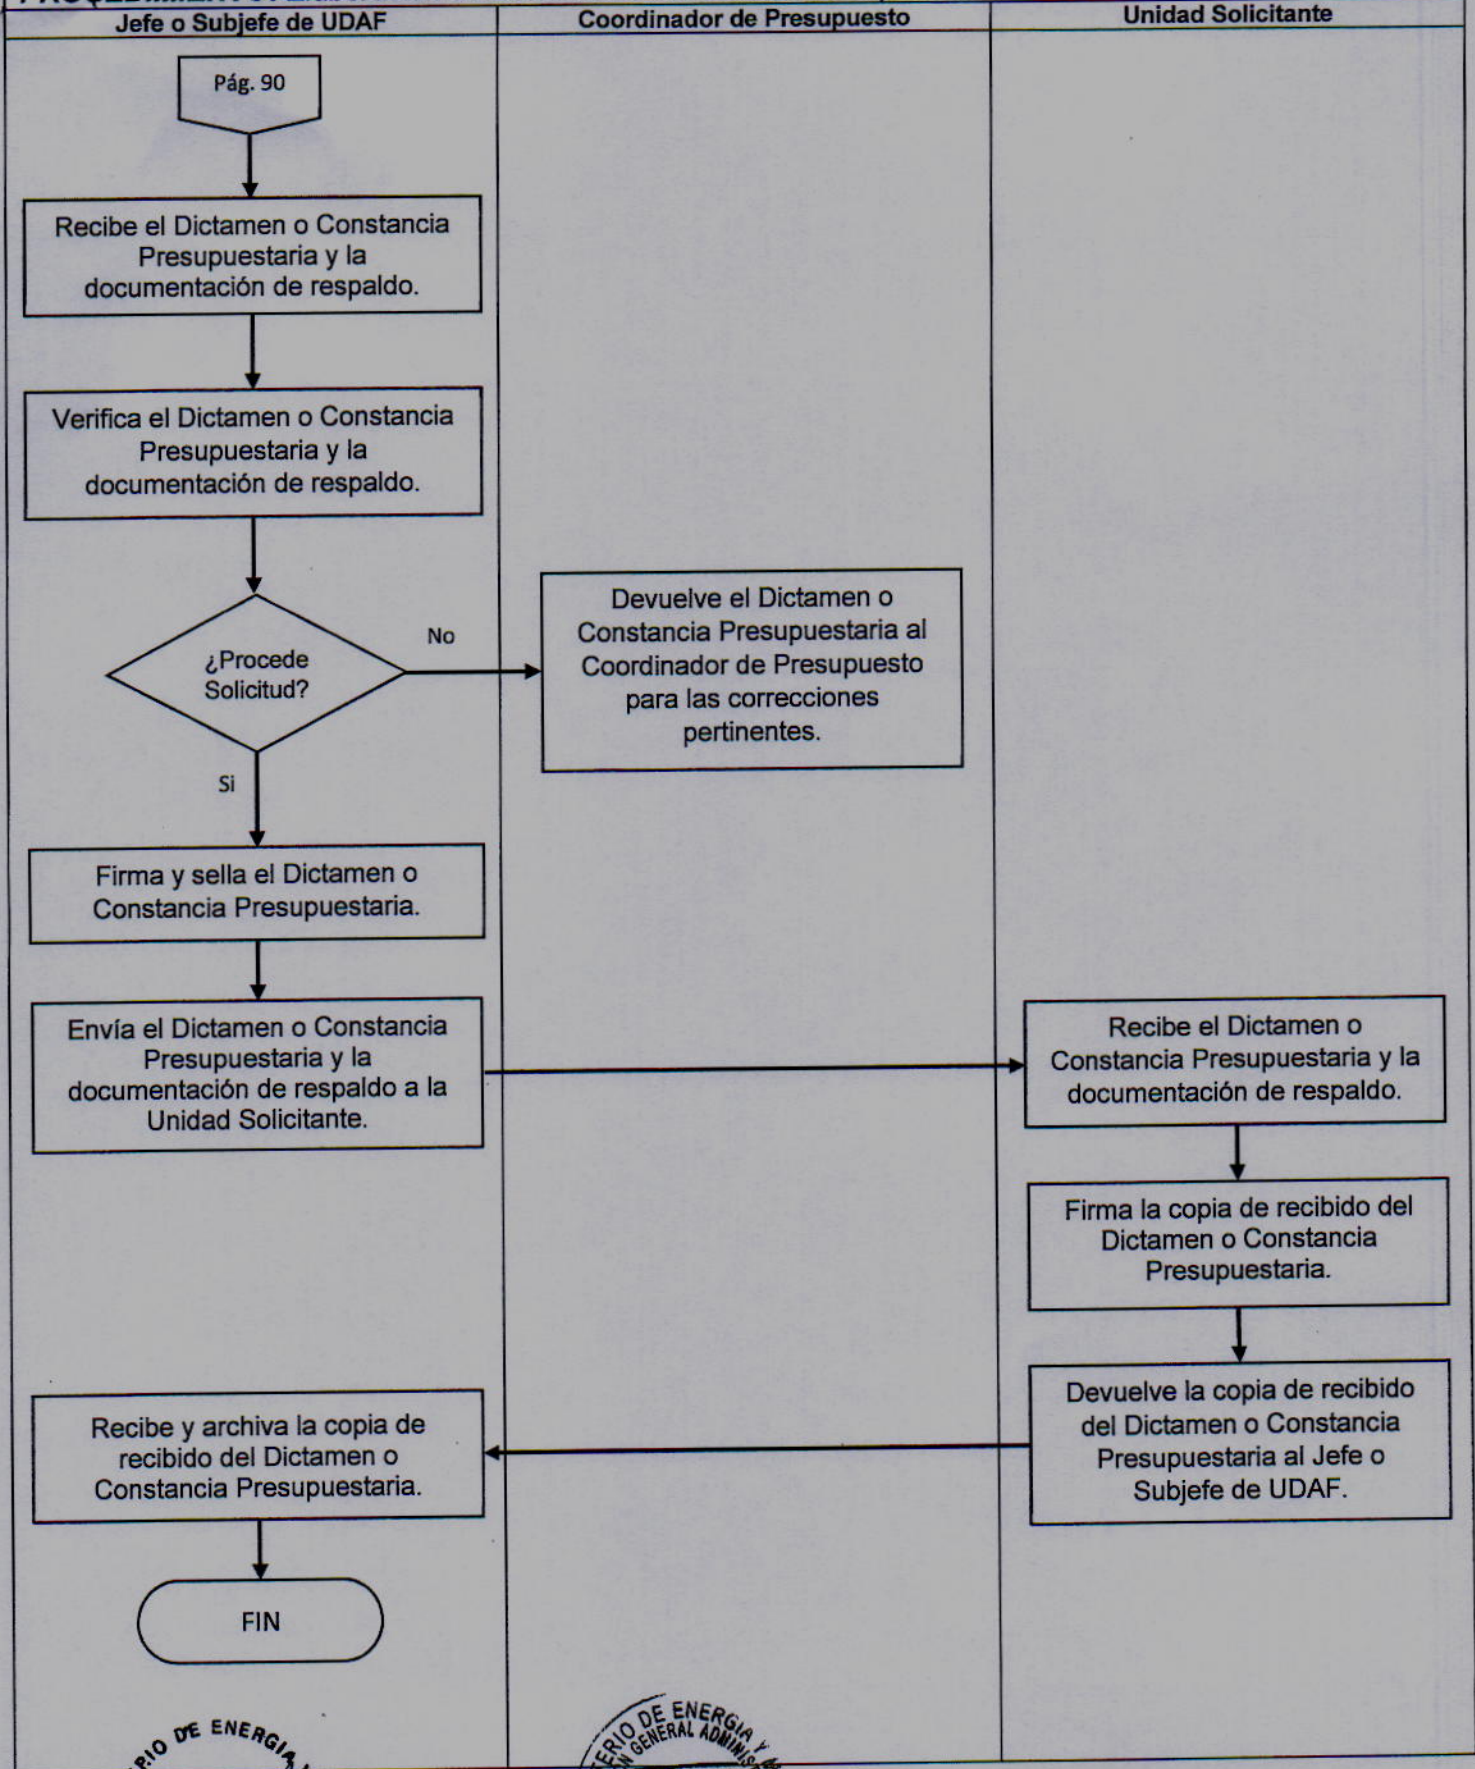 Jefe o Subjefe de UDAF
Coordinador de Presupuesto
Unidad Solicitante
Pág. 90
Recibe el Dictamen o Constancia
Presupuestaria y la
documentación de respaldo.
Verifica el Dictamen o Constancia
Presupuestaria y la
documentación de respaldo.
¿Procede
Solicitud?
No
Devuelve el Dictamen o
Constancia Presupuestaria al
Coordinador de Presupuesto
para las correcciones
pertinentes.
Si
Firma y sella el Dictamen o
Constancia Presupuestaria.
Envía el Dictamen o Constancia
Presupuestaria y la
documentación de respaldo a la
Unidad Solicitante.
Recibe el Dictamen o
Constancia Presupuestaria y la
documentación de respaldo.
Firma la copia de recibido del
Dictamen o Constancia
Presupuestaria.
Devuelve la copia de recibido
del Dictamen o Constancia
Presupuestaria al Jefe o
Subjefe de UDAF.
Recibe y archiva la copia de
recibido del Dictamen o
Constancia Presupuestaria.
FIN
DE ENERGIA
DE ENERGIA Y
GENERAL